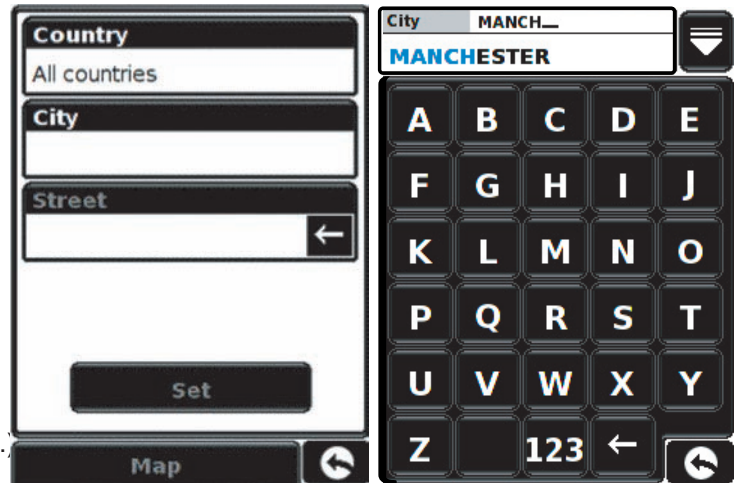 Country
All countries
City
Street
Set
Map
City MANCH_
MANCHESTER
A B C D E
F G H I J
K L M N O
P Q R S T
U V W X Y
Z 123 ←